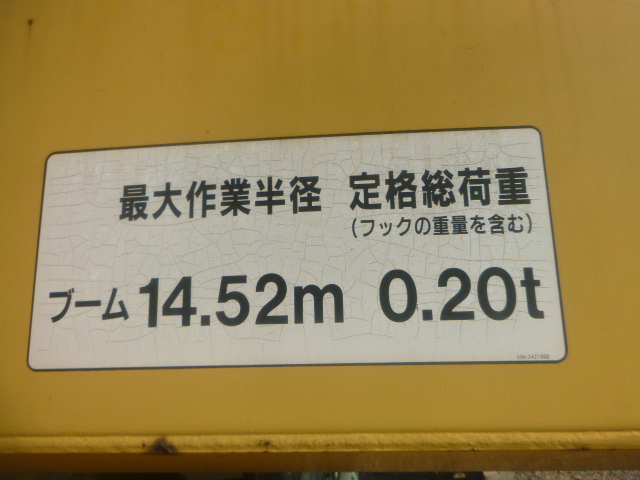 最大作業半径 定格総荷重
(フックの重量を含む)
ブーム 14.52m 0.20t